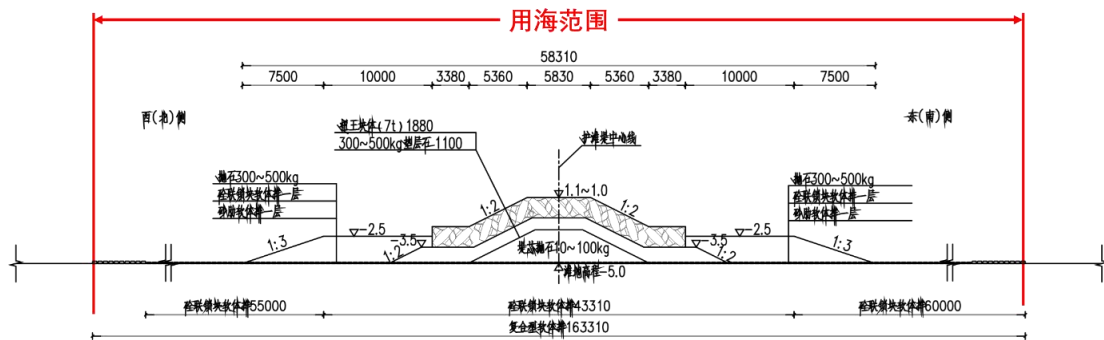 用海范围
58310
7500 10000 3380 5360 5830 5360 3380 10000 7500
西(北)侧
东(南)侧
扭王块体(7t)1880
300~500kg垫层石1100
护滩堤中心线
抛石300~500kg
砼联锁块软体排一层
砂肋软体排一层
抛石300~500kg
砼联锁块软体排一层
砂肋软体排一层
1.1~1.0
1:2
1:2
-2.5
-2.5
-3.5
-3.5
1:3
1:2
1:2
1:3
堤芯抛石10~100kg
滩地高程-5.0
砼联锁块软体排55000
砼联锁块软体排43310
砼联锁块软体排60000
复合型软体排163310